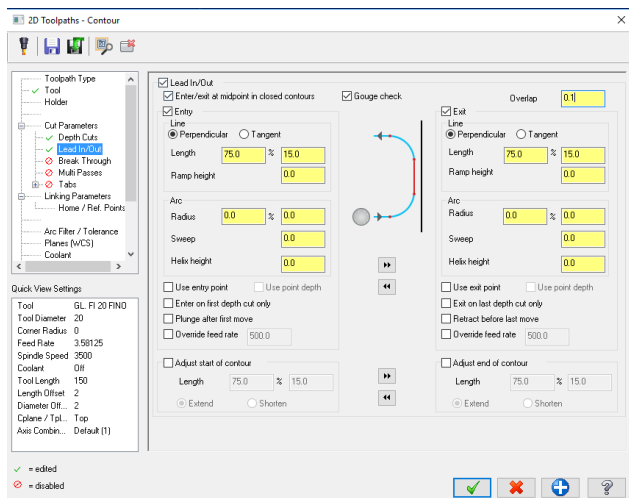 2D Toolpaths - Contour
Toolpath Type
Tool
Holder
Cut Parameters
Depth Cuts
Lead In/Out
Break Through
Multi Passes
Tabs
Linking Parameters
Home / Ref. Points
Arc Filter / Tolerance
Planes (WCS)
Coolant
Quick View Settings
Tool GL. FI 20 FINO
Tool Diameter 20
Corner Radius 0
Feed Rate 3.58125
Spindle Speed 3500
Coolant Off
Tool Length 150
Length Offset 2
Diameter Off... 2
Cplane / Tpl... Top
Axis Combin... Default (1)
= edited
= disabled
Lead In/Out
Enter/exit at midpoint in closed contours Gouge check Overlap 0.1
Entry
Line
Perpendicular Tangent
Length 75.0 % 15.0
Ramp height 0.0
Arc
Radius 0.0 % 0.0
Sweep 0.0
Helix height 0.0
Use entry point Use point depth
Enter on first depth cut only
Plunge after first move
Override feed rate 500.0
Adjust start of contour
Length 75.0 % 15.0
Extend Shorten
Exit
Line
Perpendicular Tangent
Length 75.0 % 15.0
Ramp height 0.0
Arc
Radius 0.0 % 0.0
Sweep 0.0
Helix height 0.0
Use exit point Use point depth
Exit on last depth cut only
Retract before last move
Override feed rate 500.0
Adjust end of contour
Length 75.0 % 15.0
Extend Shorten